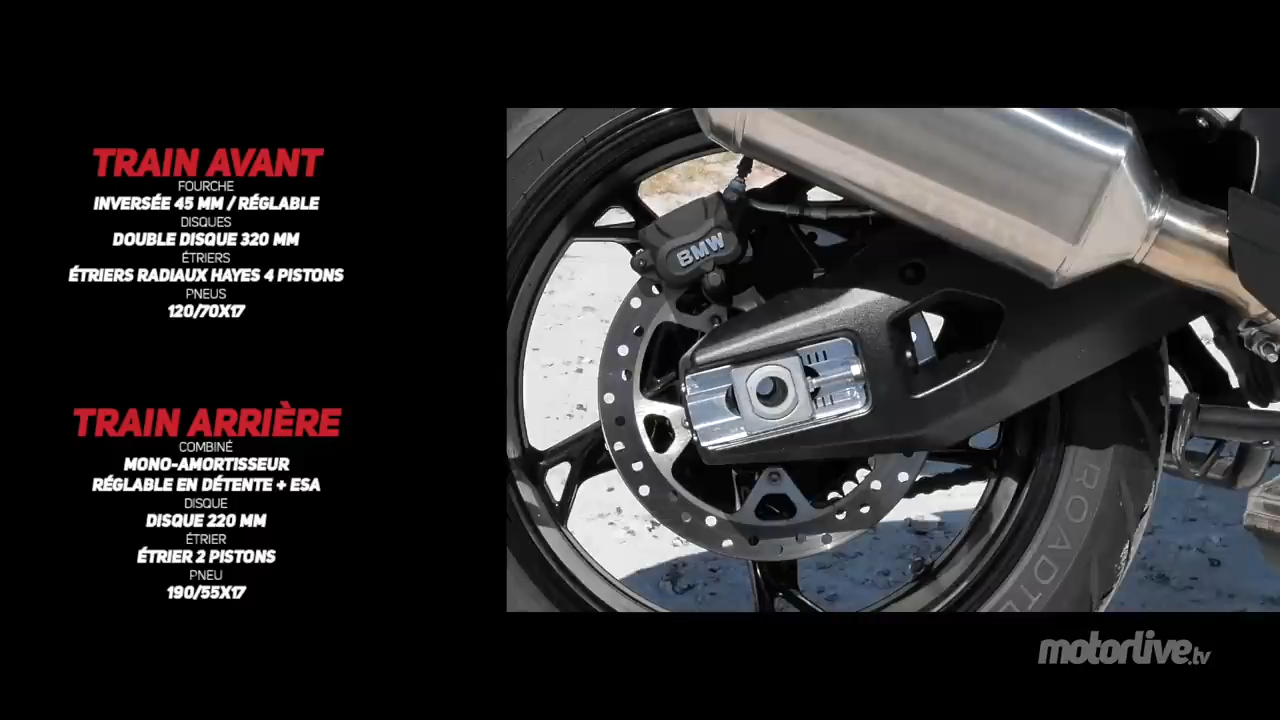 TRAIN AVANT
FOURCHE
INVERSÉE 45 MM / RÉGLABLE
DISQUES
DOUBLE DISQUE 320 MM
ÉTRIERS
ÉTRIERS RADIAUX HAYES 4 PISTONS
PNEUS
120/70X17
TRAIN ARRIÈRE
COMBINÉ
MONO-AMORTISSEUR
RÉGLABLE EN DÉTENTE + ESA
DISQUE
DISQUE 220 MM
ÉTRIER
ÉTRIER 2 PISTONS
PNEU
190/55X17
BMW
ROADT
motorlive.tv